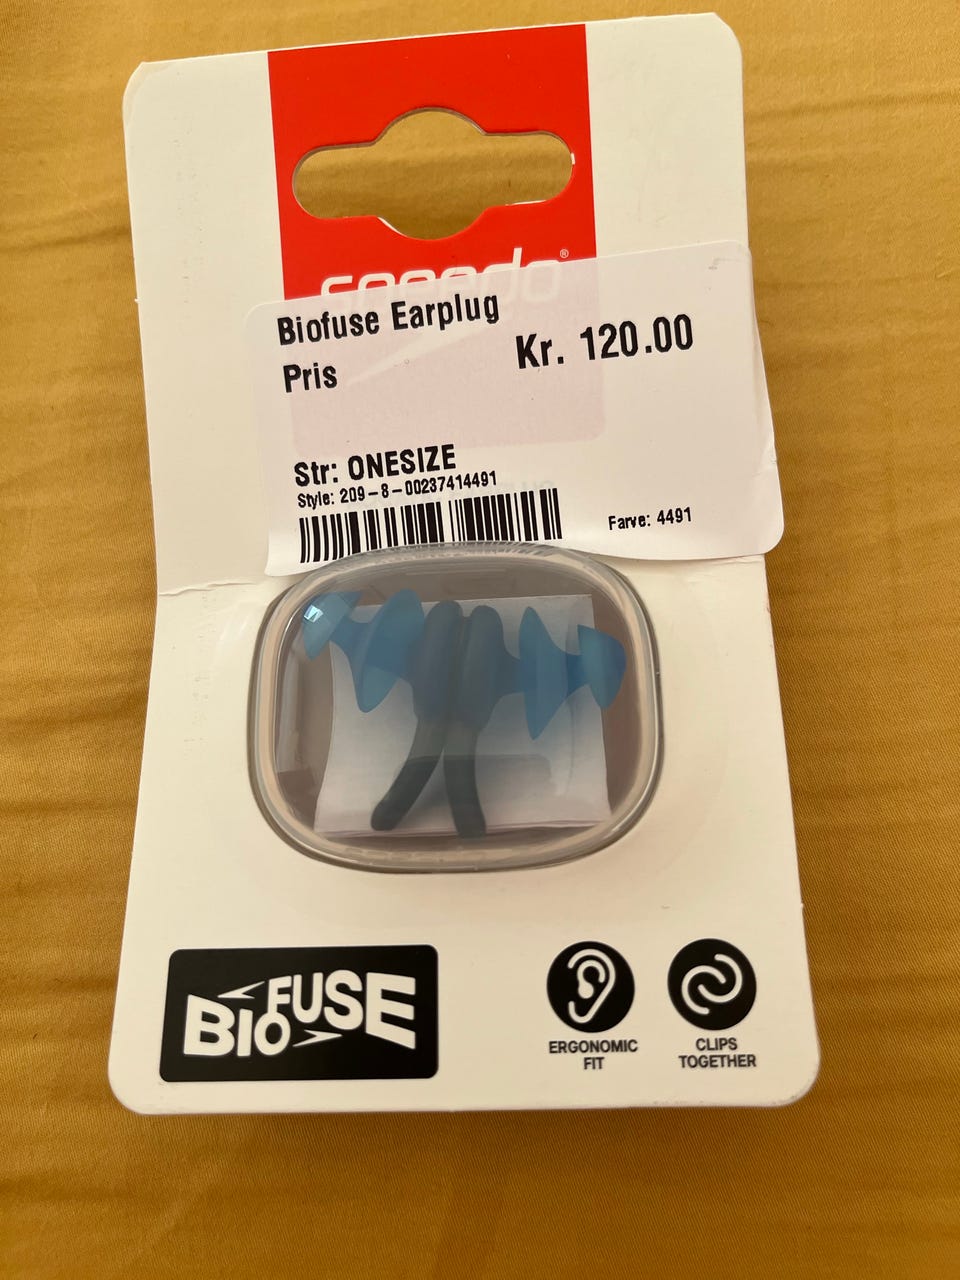 speedo®
Biofuse Earplug
Pris
Kr. 120.00
Str: ONESIZE
Style: 209-8-00237414491
Farve: 4491
BIOFUSE
ERGONOMIC
FIT
CLIPS
TOGETHER